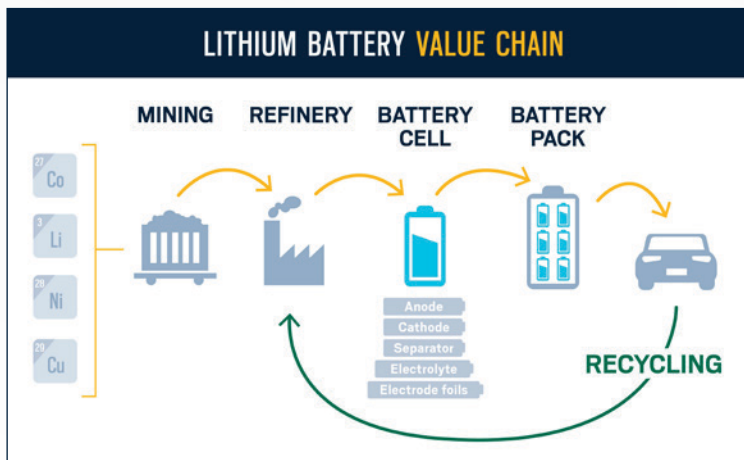 LITHIUM BATTERY VALUE CHAIN
MINING
REFINERY
BATTERY
CELL
BATTERY
PACK
27
Co
3
Li
28
Ni
29
Cu
Anode
Cathode
Separator
Electrolyte
Electrode foils
RECYCLING